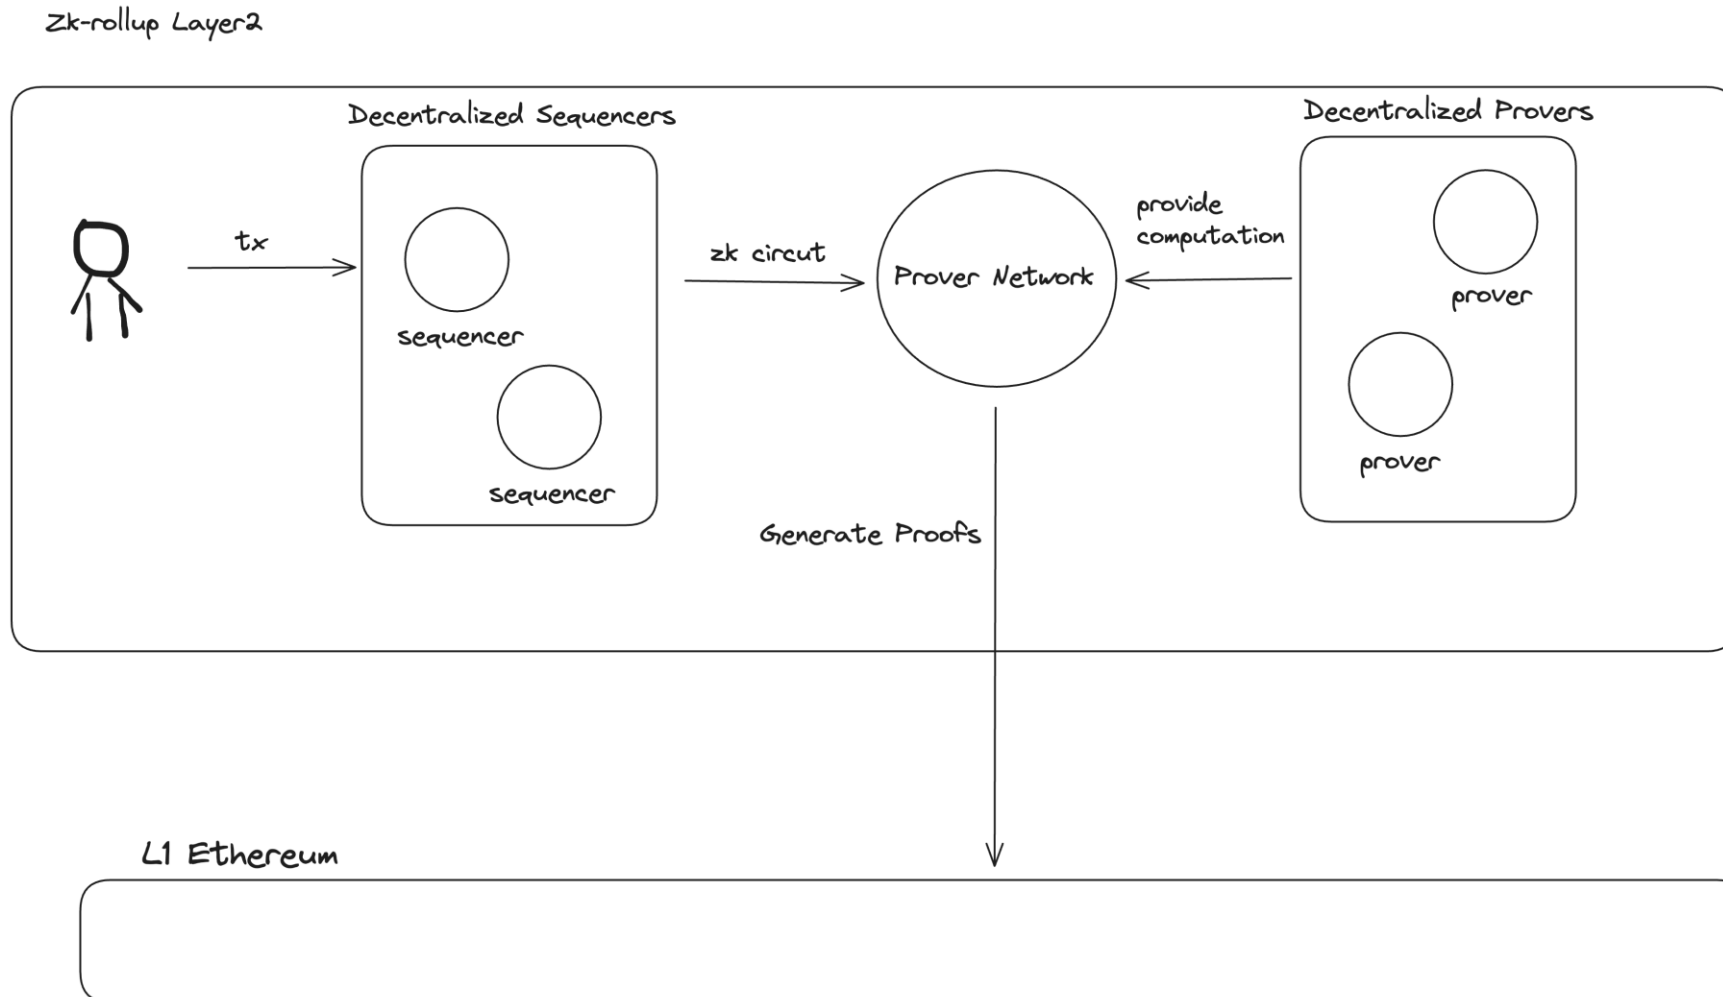 Zk-rollup Layer2
Decentralized Sequencers
Decentralized Provers
tx
zk circut
Prover Network
provide
computation
sequencer
sequencer
prover
prover
Generate Proofs
L1 Ethereum